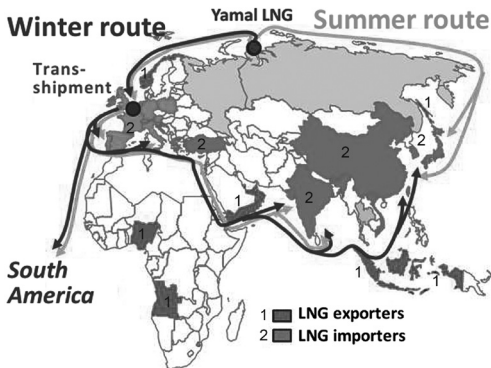 Yamal LNG
Winter route
Summer route
Trans-
shipment
1
2
2
1
2
2
1
2
1
1
1
1
South
America
1 LNG exporters
2 LNG importers